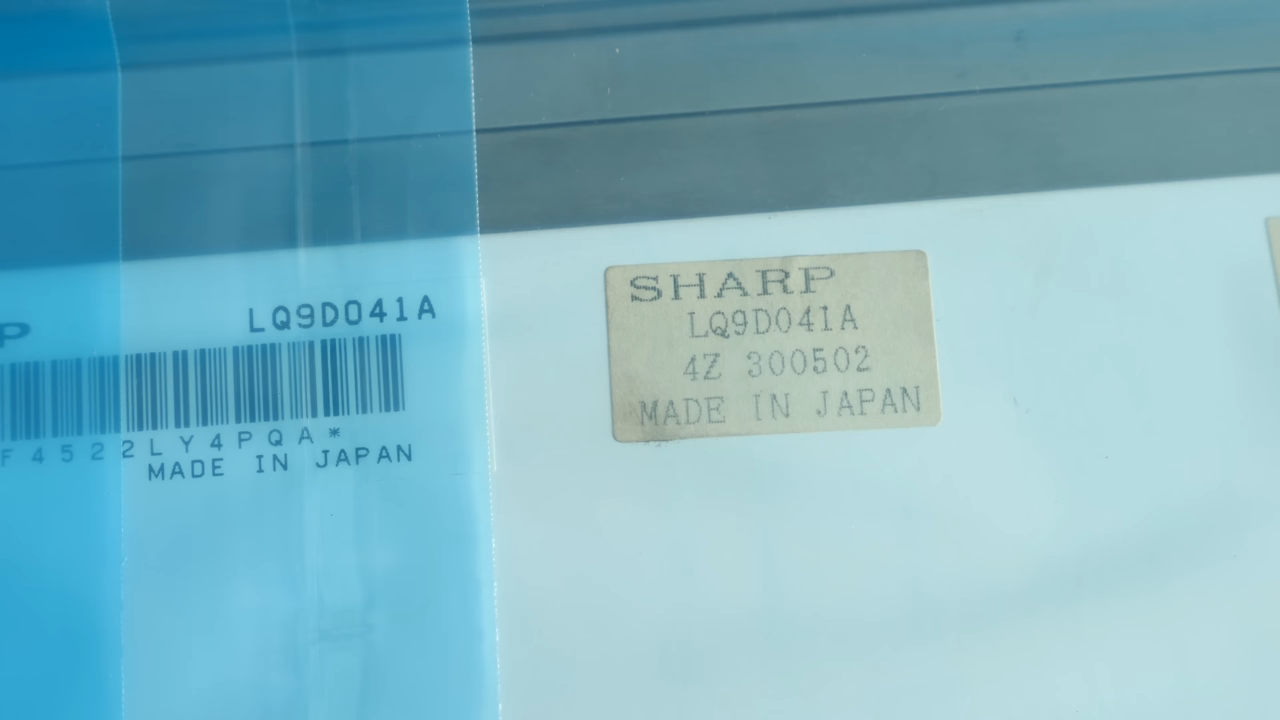 P
LQ9D041A
F4522LY4PQA*
MADE IN JAPAN
SHARP
LQ9D041A
4Z 300502
MADE IN JAPAN